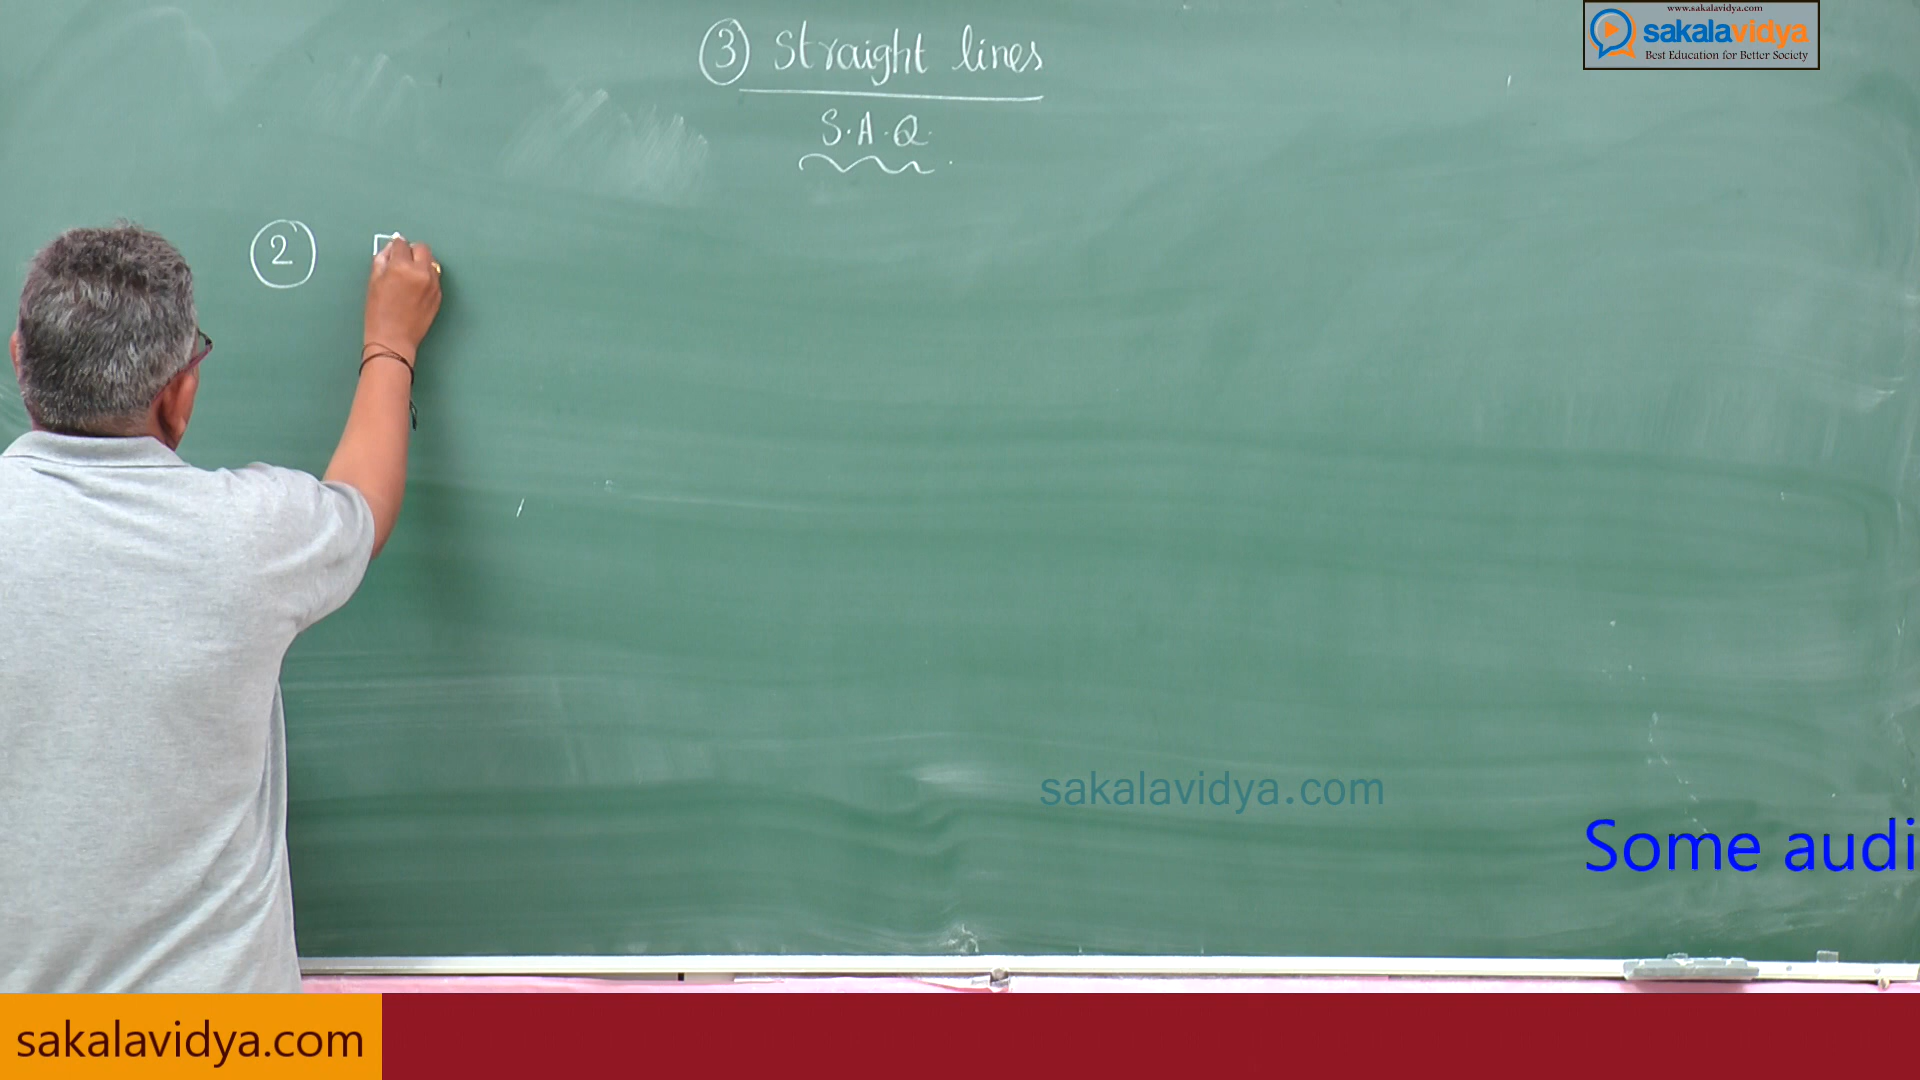 www.sakalavidya.com
sakalavidya
Best Education for Better Society
③ Straight lines
S.A.Q.
②
sakalavidya.com
Some audi
sakalavidya.com